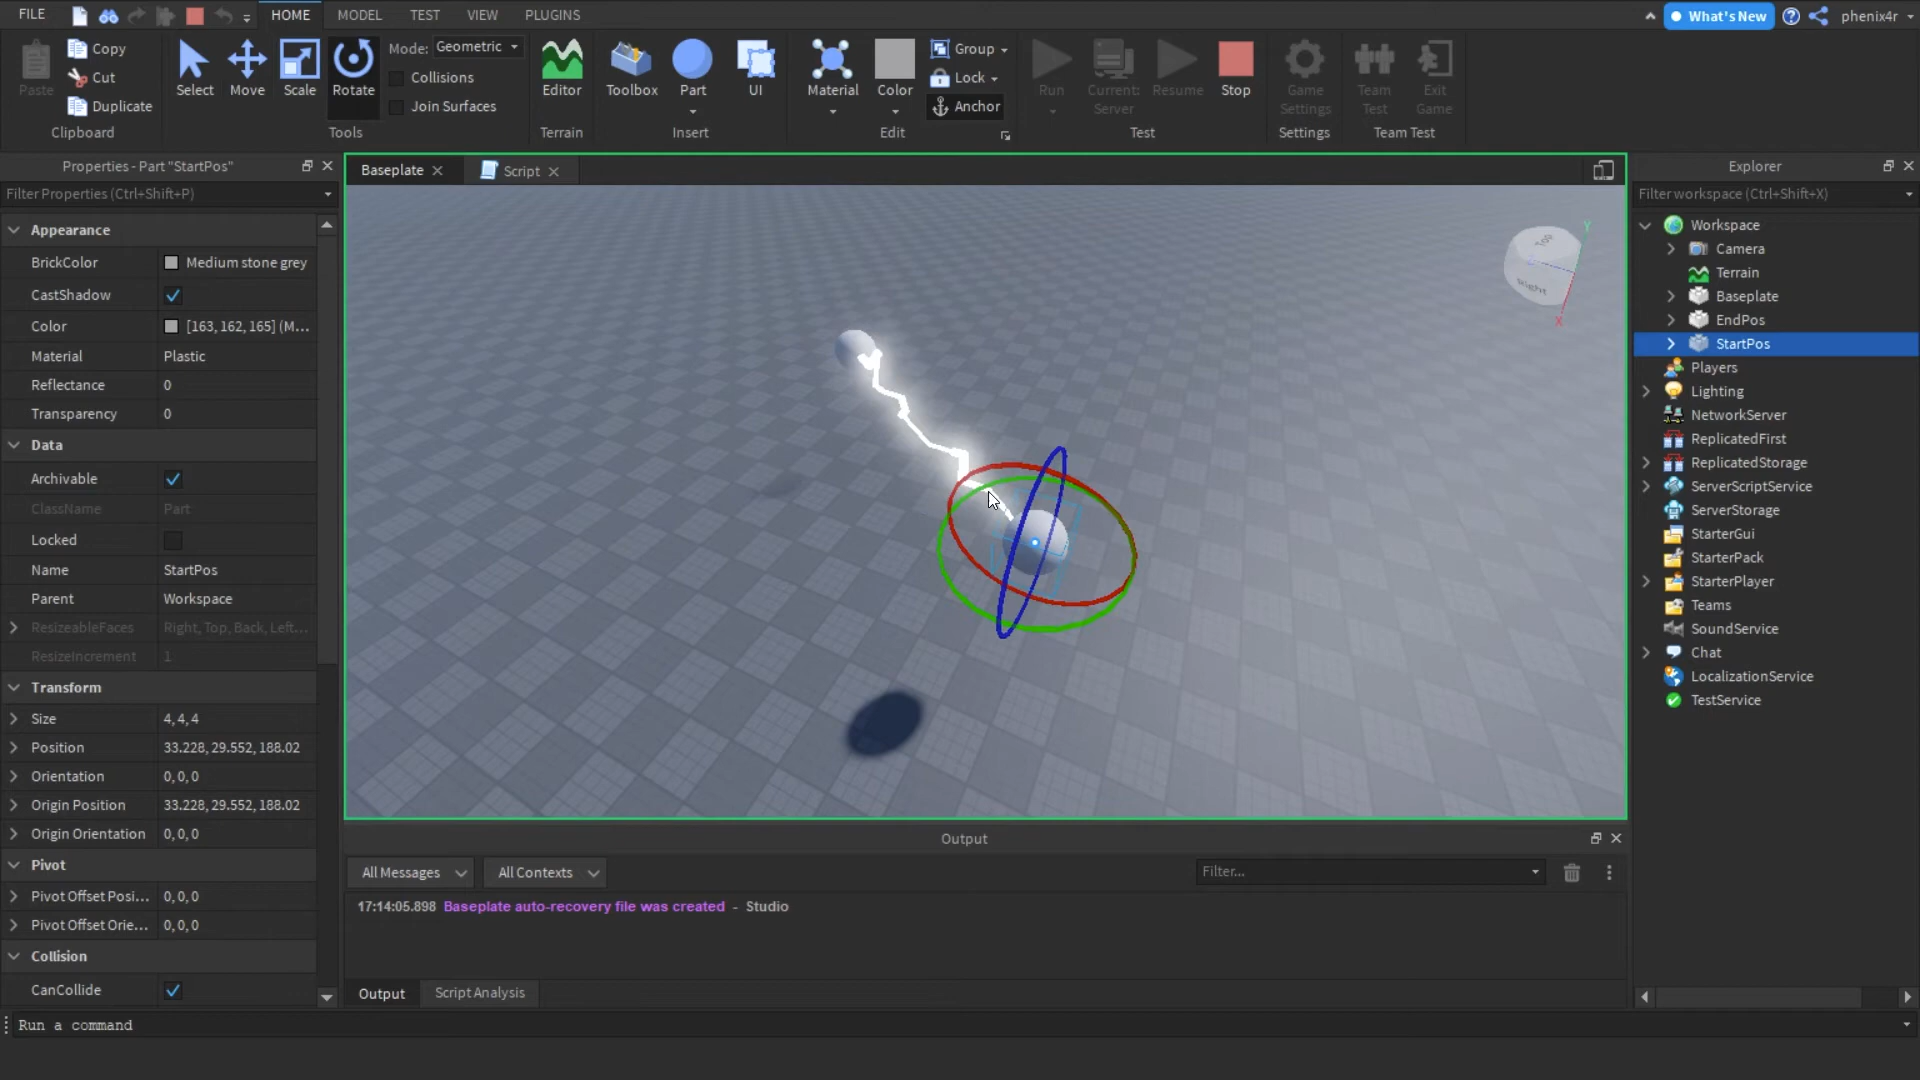 FILE
HOME
MODEL
TEST
VIEW
PLUGINS
What's New
phenix4r
Paste
Copy
Cut
Duplicate
Clipboard
Select
Move
Scale
Rotate
Mode: Geometric
Collisions
Join Surfaces
Tools
Editor
Terrain
Toolbox
Part
UI
Insert
Material
Color
Group
Lock
Anchor
Edit
Run
Current:
Server
Resume
Stop
Test
Game
Settings
Settings
Team
Test
Exit
Game
Team Test
Properties - Part "StartPos"
Filter Properties (Ctrl+Shift+P)
Appearance
BrickColor Medium stone grey
CastShadow
Color [163, 162, 165] (M...
Material Plastic
Reflectance 0
Transparency 0
Data
Archivable
ClassName Part
Locked
Name StartPos
Parent Workspace
ResizeableFaces Right, Top, Back, Left...
ResizeIncrement 1
Transform
Size 4, 4, 4
Position 33.228, 29.552, 188.02
Orientation 0, 0, 0
Origin Position 33.228, 29.552, 188.02
Origin Orientation 0, 0, 0
Pivot
Pivot Offset Posi... 0, 0, 0
Pivot Offset Orie... 0, 0, 0
Collision
CanCollide
Baseplate
Script
Top
Right
Y
Z
X
Output
All Messages
All Contexts
Filter...
17:14:05.898 Baseplate auto-recovery file was created - Studio
Output
Script Analysis
Run a command
Explorer
Filter workspace (Ctrl+Shift+X)
Workspace
Camera
Terrain
Baseplate
EndPos
StartPos
Players
Lighting
NetworkServer
ReplicatedFirst
ReplicatedStorage
ServerScriptService
ServerStorage
StarterGui
StarterPack
StarterPlayer
Teams
SoundService
Chat
LocalizationService
TestService